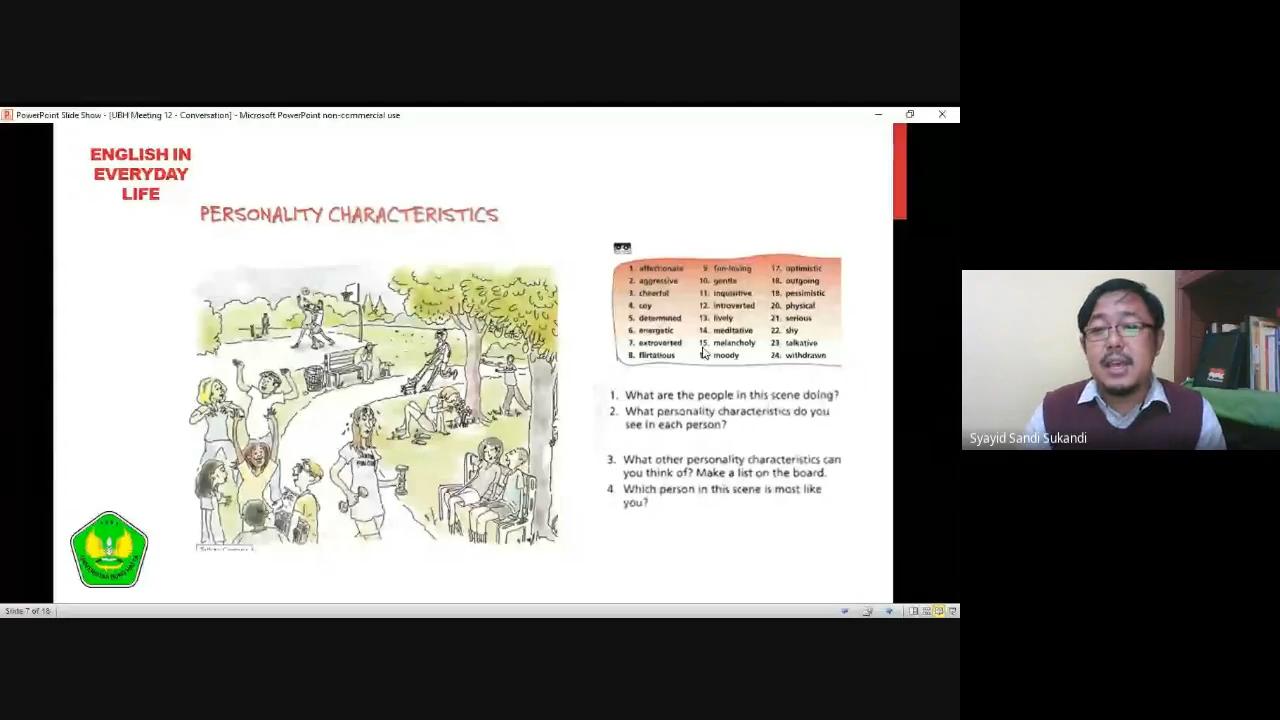 PowerPoint Slide Show - [UBH Meeting 12 - Conversation] - Microsoft PowerPoint non-commercial use
ENGLISH IN
EVERYDAY
LIFE
PERSONALITY CHARACTERISTICS
1. affectionate
2. aggressive
3. cheerful
4. coy
5. determined
6. energetic
7. extroverted
8. flirtatious
9. fun-loving
10. gentle
11. inquisitive
12. introverted
13. lively
14. meditative
15. melancholy
moody
17. optimistic
18. outgoing
19. pessimistic
20. physical
21. serious
22. shy
23. talkative
24. withdrawn
1. What are the people in this scene doing?
2. What personality characteristics do you
see in each person?
3. What other personality characteristics can
you think of? Make a list on the board.
4 Which person in this scene is most like
you?
Slide 7 of 18
Syayid Sandi Sukandi